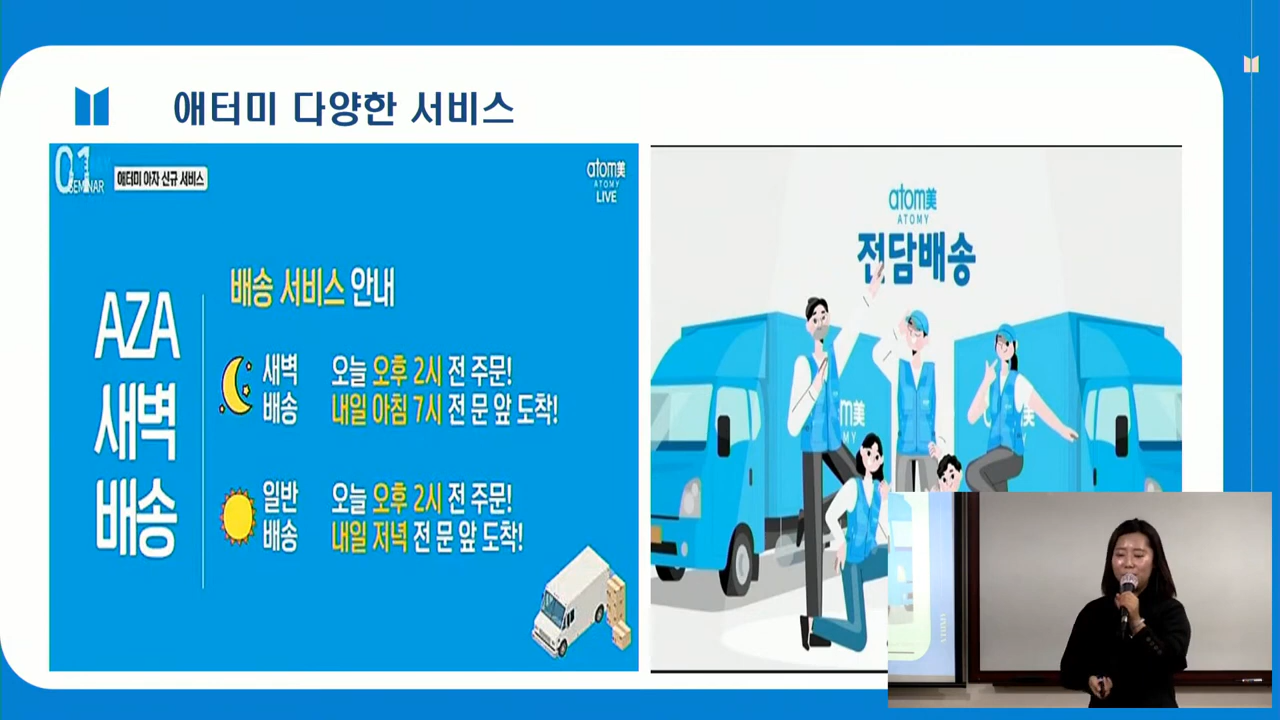 애터미 다양한 서비스
01
SEMINAR
애터미 아자 신규 서비스
atom美
ATOMY
LIVE
AZA
새벽
배송
배송 서비스 안내
새벽
배송
오늘 오후 2시 전 주문!
내일 아침 7시 전 문 앞 도착!
일반
배송
오늘 오후 2시 전 주문!
내일 저녁 전 문 앞 도착!
atom美
ATOMY
전담배송